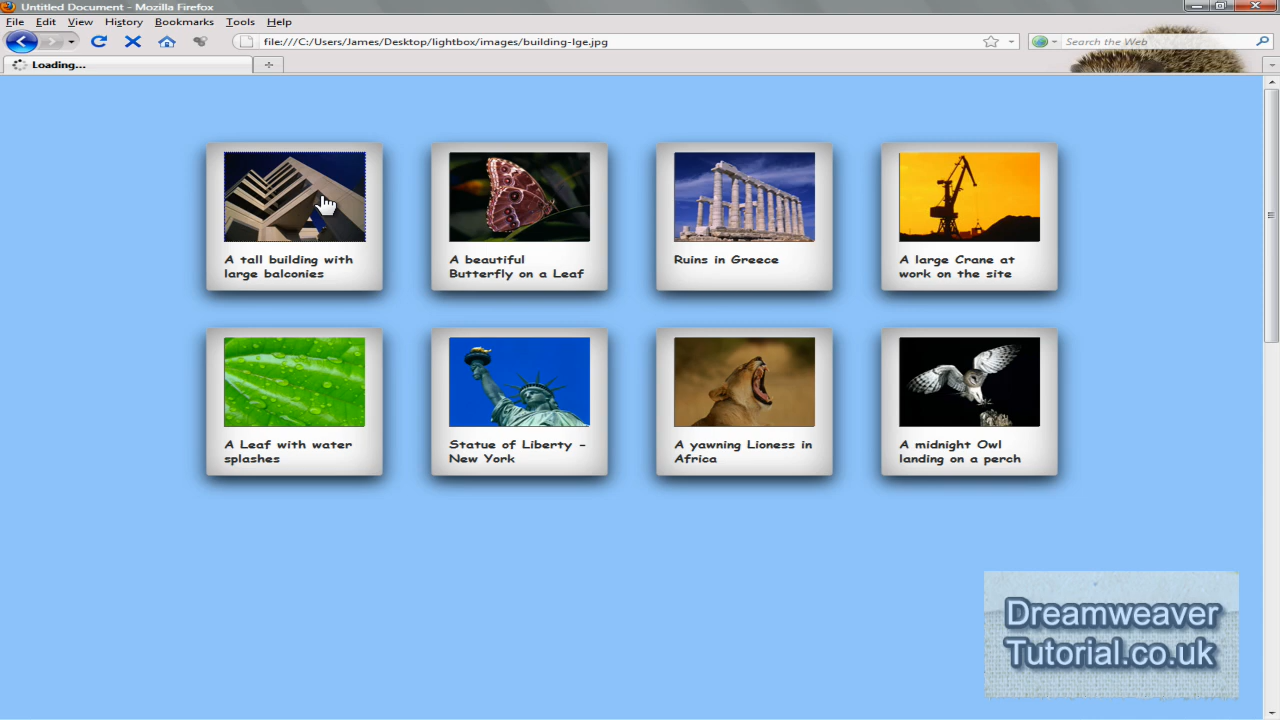 Untitled Document - Mozilla Firefox
File Edit View History Bookmarks Tools Help
file:///C:/Users/James/Desktop/lightbox/images/building-lge.jpg
Search the Web
Loading...
A tall building with
large balconies
A beautiful
Butterfly on a Leaf
Ruins in Greece
A large Crane at
work on the site
A Leaf with water
splashes
Statue of Liberty -
New York
A yawning Lioness in
Africa
A midnight Owl
landing on a perch
Dreamweaver
Tutorial.co.uk